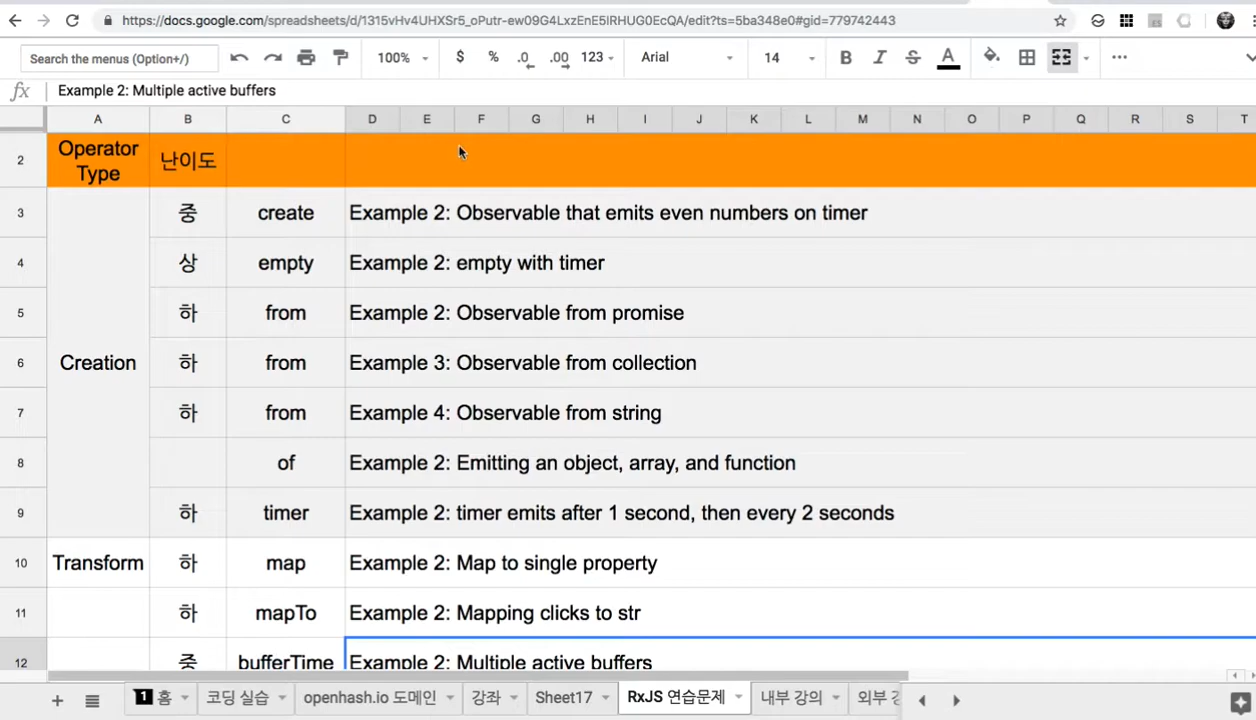 https://docs.google.com/spreadsheets/d/1315vHv4UHXSr5_oPutr-ew09G4LxzEnE5lRHUG0EcQA/edit?ts=5ba348e0#gid=779742443
Search the menus (Option+/) 100% $ % .0 .00 123 Arial 14 B I S A
fx Example 2: Multiple active buffers
A B C D E F G H I J K L M N O P Q R S T
2 Operator Type 난이도
3 중 create Example 2: Observable that emits even numbers on timer
4 상 empty Example 2: empty with timer
5 하 from Example 2: Observable from promise
6 Creation 하 from Example 3: Observable from collection
7 하 from Example 4: Observable from string
8 of Example 2: Emitting an object, array, and function
9 하 timer Example 2: timer emits after 1 second, then every 2 seconds
10 Transform 하 map Example 2: Map to single property
11 하 mapTo Example 2: Mapping clicks to str
12 중 bufferTime Example 2: Multiple active buffers
1 홈 코딩 실습 openhash.io 도메인 강좌 Sheet17 RxJS 연습문제 내부 강의 외부